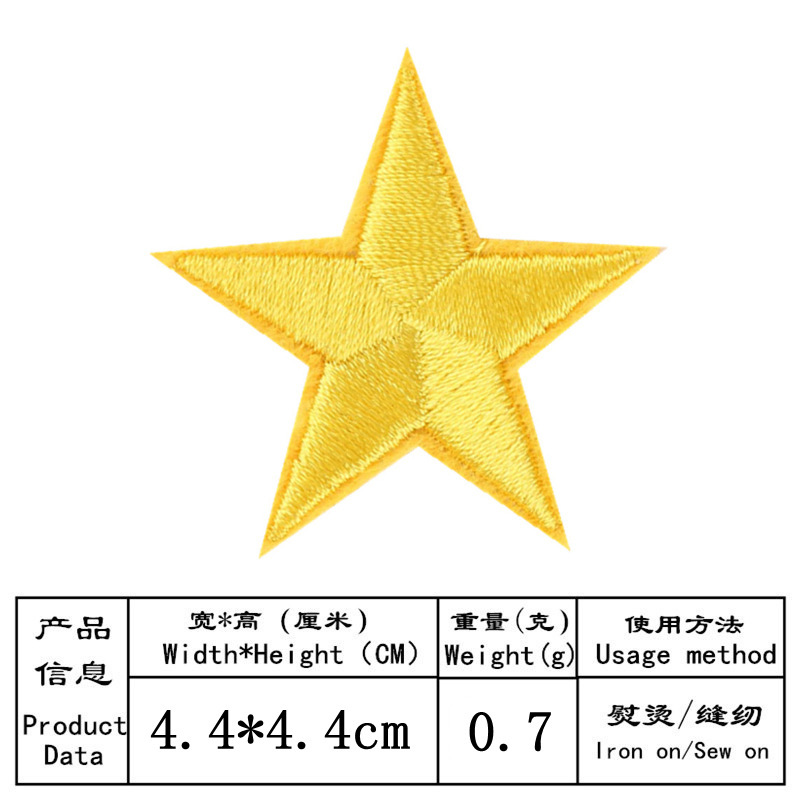 产品
信息
Product
Data
宽*高 (厘米)
Width*Height (CM)
重量(克)
Weight(g)
使用方法
Usage method
4.4*4.4cm
0.7
熨烫/缝纫
Iron on/Sew on